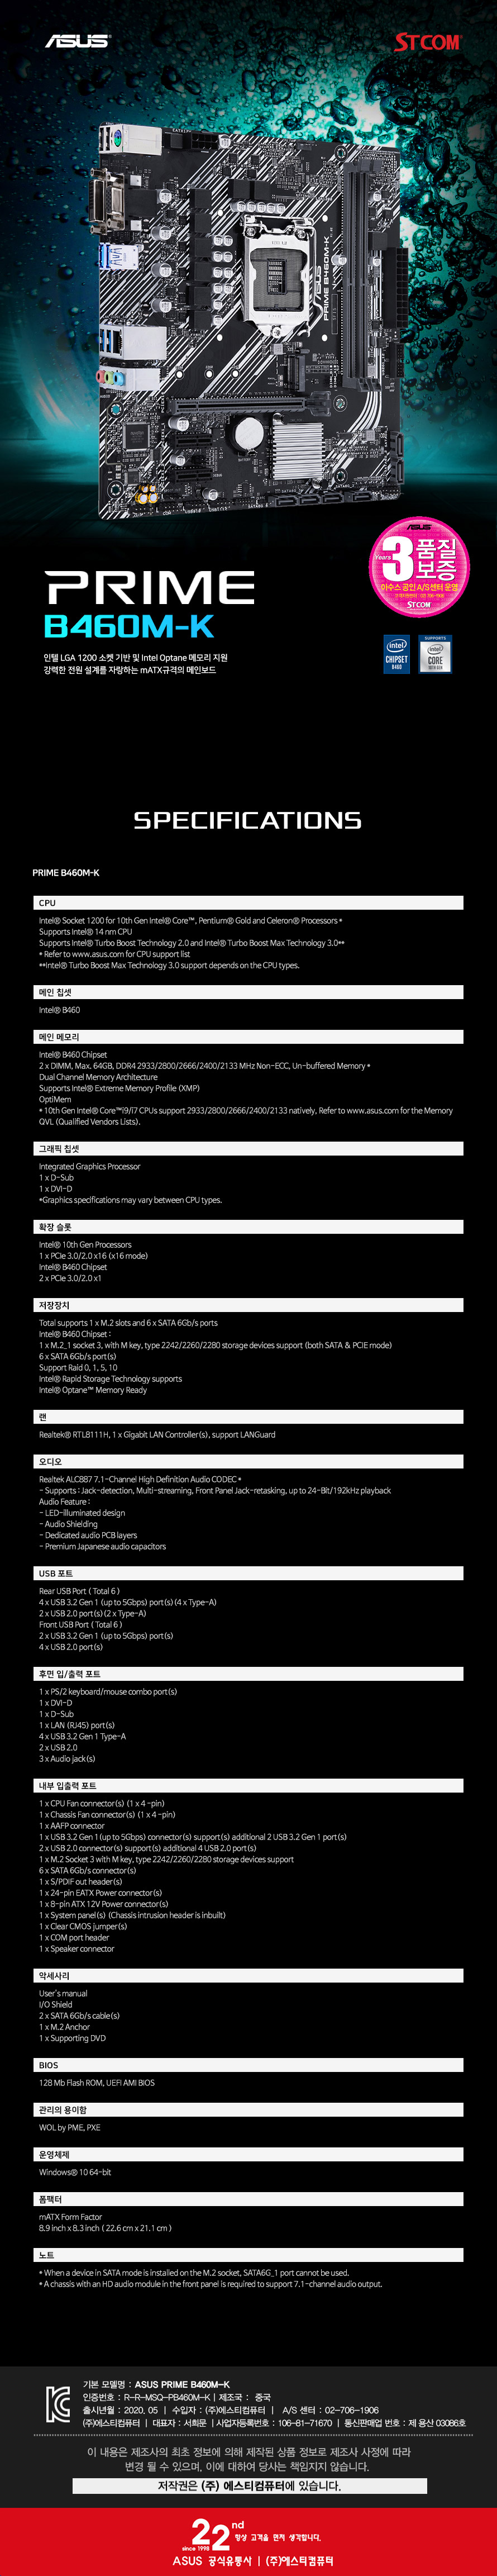 ASUS
STCOM
ASUS
PRIME B460M-K
ASUS
Years
3
품질
보증
아수스 공인 A/S센터 운영
STCOM
PRIME
B460M-K
인텔 LGA 1200 소켓 기반 및 Intel Optane 메모리 지원
강력한 전원 설계를 자랑하는 mATX규격의 메인보드
intel
CHIPSET
B460
SUPPORTS
intel
CORE
SPECIFICATIONS
PRIME B460M-K
CPU
Intel® Socket 1200 for 10th Gen Intel® Core™, Pentium® Gold and Celeron® Processors *
Supports Intel® 14 nm CPU
Supports Intel® Turbo Boost Technology 2.0 and Intel® Turbo Boost Max Technology 3.0**
* Refer to www.asus.com for CPU support list
**Intel® Turbo Boost Max Technology 3.0 support depends on the CPU types.
메인 칩셋
Intel® B460
메인 메모리
Intel® B460 Chipset
2 x DIMM, Max. 64GB, DDR4 2933/2800/2666/2400/2133 MHz Non-ECC, Un-buffered Memory *
Dual Channel Memory Architecture
Supports Intel® Extreme Memory Profile (XMP)
OptiMem
* 10th Gen Intel® Core™i9/i7 CPUs support 2933/2800/2666/2400/2133 natively, Refer to www.asus.com for the Memory
QVL (Qualified Vendors Lists).
그래픽 칩셋
Integrated Graphics Processor
1 x D-Sub
1 x DVI-D
*Graphics specifications may vary between CPU types.
확장 슬롯
Intel® 10th Gen Processors
1 x PCIe 3.0/2.0 x16 (x16 mode)
Intel® B460 Chipset
2 x PCIe 3.0/2.0 x1
저장장치
Total supports 1 x M.2 slots and 6 x SATA 6Gb/s ports
Intel® B460 Chipset :
1 x M.2_1 socket 3, with M key, type 2242/2260/2280 storage devices support (both SATA & PCIE mode)
6 x SATA 6Gb/s port(s)
Support Raid 0, 1, 5, 10
Intel® Rapid Storage Technology supports
Intel® Optane™ Memory Ready
랜
Realtek® RTL8111H, 1 x Gigabit LAN Controller(s), support LANGuard
오디오
Realtek ALC887 7.1-Channel High Definition Audio CODEC *
- Supports : Jack-detection, Multi-streaming, Front Panel Jack-retasking, up to 24-Bit/192kHz playback
Audio Feature :
- LED-illuminated design
- Audio Shielding
- Dedicated audio PCB layers
- Premium Japanese audio capacitors
USB 포트
Rear USB Port ( Total 6 )
4 x USB 3.2 Gen 1 (up to 5Gbps) port(s) (4 x Type-A)
2 x USB 2.0 port(s) (2 x Type-A)
Front USB Port ( Total 6 )
2 x USB 3.2 Gen 1 (up to 5Gbps) port(s)
4 x USB 2.0 port(s)
후면 입/출력 포트
1 x PS/2 keyboard/mouse combo port(s)
1 x DVI-D
1 x D-Sub
1 x LAN (RJ45) port(s)
4 x USB 3.2 Gen 1 Type-A
2 x USB 2.0
3 x Audio jack(s)
내부 입출력 포트
1 x CPU Fan connector(s) (1 x 4 -pin)
1 x Chassis Fan connector(s) (1 x 4 -pin)
1 x AAFP connector
1 x USB 3.2 Gen 1(up to 5Gbps) connector(s) support(s) additional 2 USB 3.2 Gen 1 port(s)
2 x USB 2.0 connector(s) support(s) additional 4 USB 2.0 port(s)
1 x M.2 Socket 3 with M key, type 2242/2260/2280 storage devices support
6 x SATA 6Gb/s connector(s)
1 x S/PDIF out header(s)
1 x 24-pin EATX Power connector(s)
1 x 8-pin ATX 12V Power connector(s)
1 x System panel(s) (Chassis intrusion header is inbuilt)
1 x Clear CMOS jumper(s)
1 x COM port header
1 x Speaker connector
악세사리
User's manual
I/O Shield
2 x SATA 6Gb/s cable(s)
1 x M.2 Anchor
1 x Supporting DVD
BIOS
128 Mb Flash ROM, UEFI AMI BIOS
관리의 용이함
WOL by PME, PXE
운영체제
Windows® 10 64-bit
폼팩터
mATX Form Factor
8.9 inch x 8.3 inch ( 22.6 cm x 21.1 cm )
노트
* When a device in SATA mode is installed on the M.2 socket, SATA6G_1 port cannot be used.
* A chassis with an HD audio module in the front panel is required to support 7.1-channel audio output.
기본 모델명 : ASUS PRIME B460M-K
인증번호 : R-R-MSQ-PB460M-K | 제조국 : 중국
출시년월 : 2020. 05 | 수입자 : (주)에스티컴퓨터 | A/S 센터 : 02-706-1906
(주)에스티컴퓨터 | 대표자 : 서희문 | 사업자등록번호 : 106-81-71670 | 통신판매업 번호 : 제 용산 03086호
이 내용은 제조사의 최초 정보에 의해 제작된 상품 정보로 제조사 사정에 따라
변경 될 수 있으며, 이에 대하여 당사는 책임지지 않습니다.
저작권은 (주) 에스티컴퓨터에 있습니다.
22nd
since 1998
항상 고객을 먼저 생각합니다.
ASUS 공식유통사 | (주)에스티컴퓨터